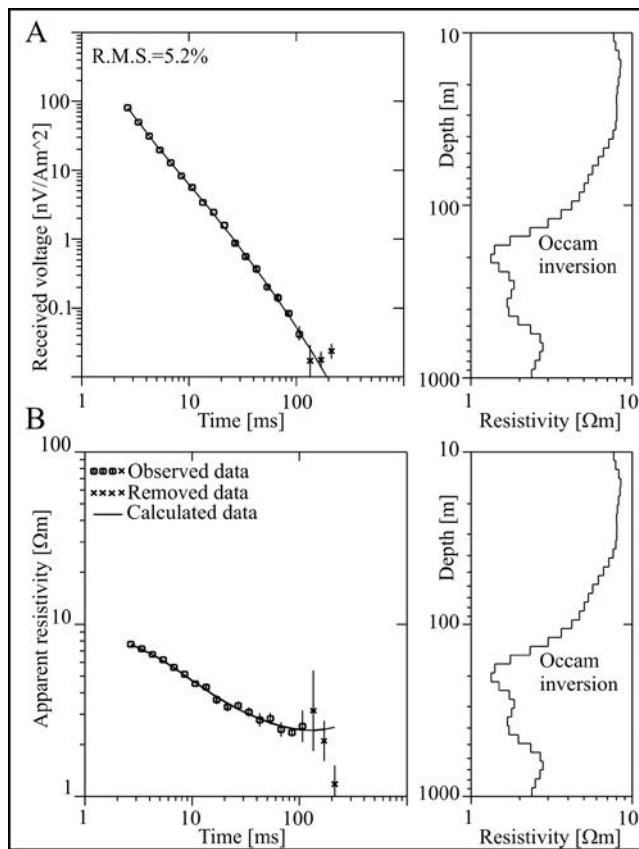 A
R.M.S.=5.2%
Received voltage [nV/Am^2]
100
10
1
0.1
1
10
100
Time [ms]
Depth [m]
10
100
1000
Occam
inversion
1
10
Resistivity [Ωm]
B
Apparent resistivity [Ωm]
100
10
1
Observed data
Removed data
Calculated data
1
10
100
1000
Time [ms]
Depth [m]
10
100
1000
Occam
inversion
1
10
Resistivity [Ωm]